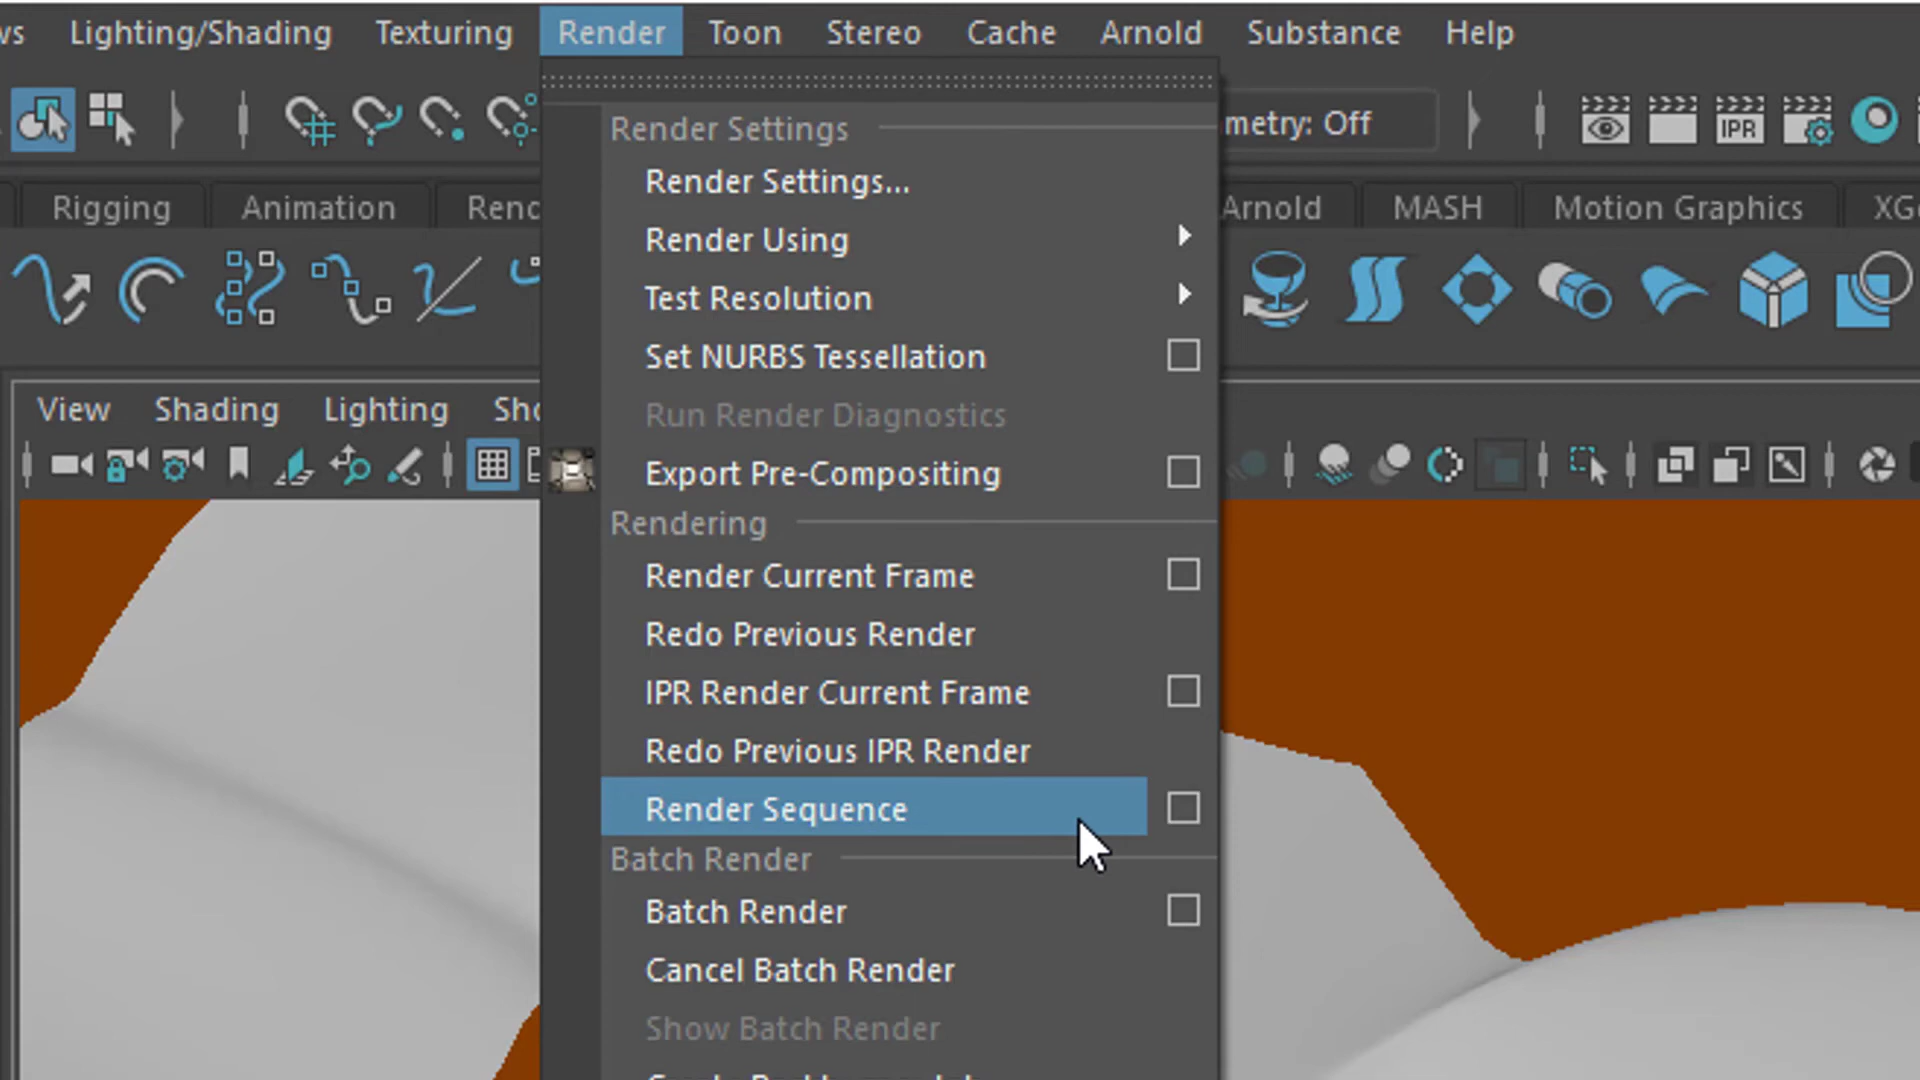 Lighting/Shading Texturing Render Toon Stereo Cache Arnold Substance Help
metry: Off
IPR
Rigging Animation Arnold MASH Motion Graphics
View Shading Lighting
Render Settings
Render Settings...
Render Using
Test Resolution
Set NURBS Tessellation
Run Render Diagnostics
Export Pre-Compositing
Rendering
Render Current Frame
Redo Previous Render
IPR Render Current Frame
Redo Previous IPR Render
Render Sequence
Batch Render
Batch Render
Cancel Batch Render
Show Batch Render